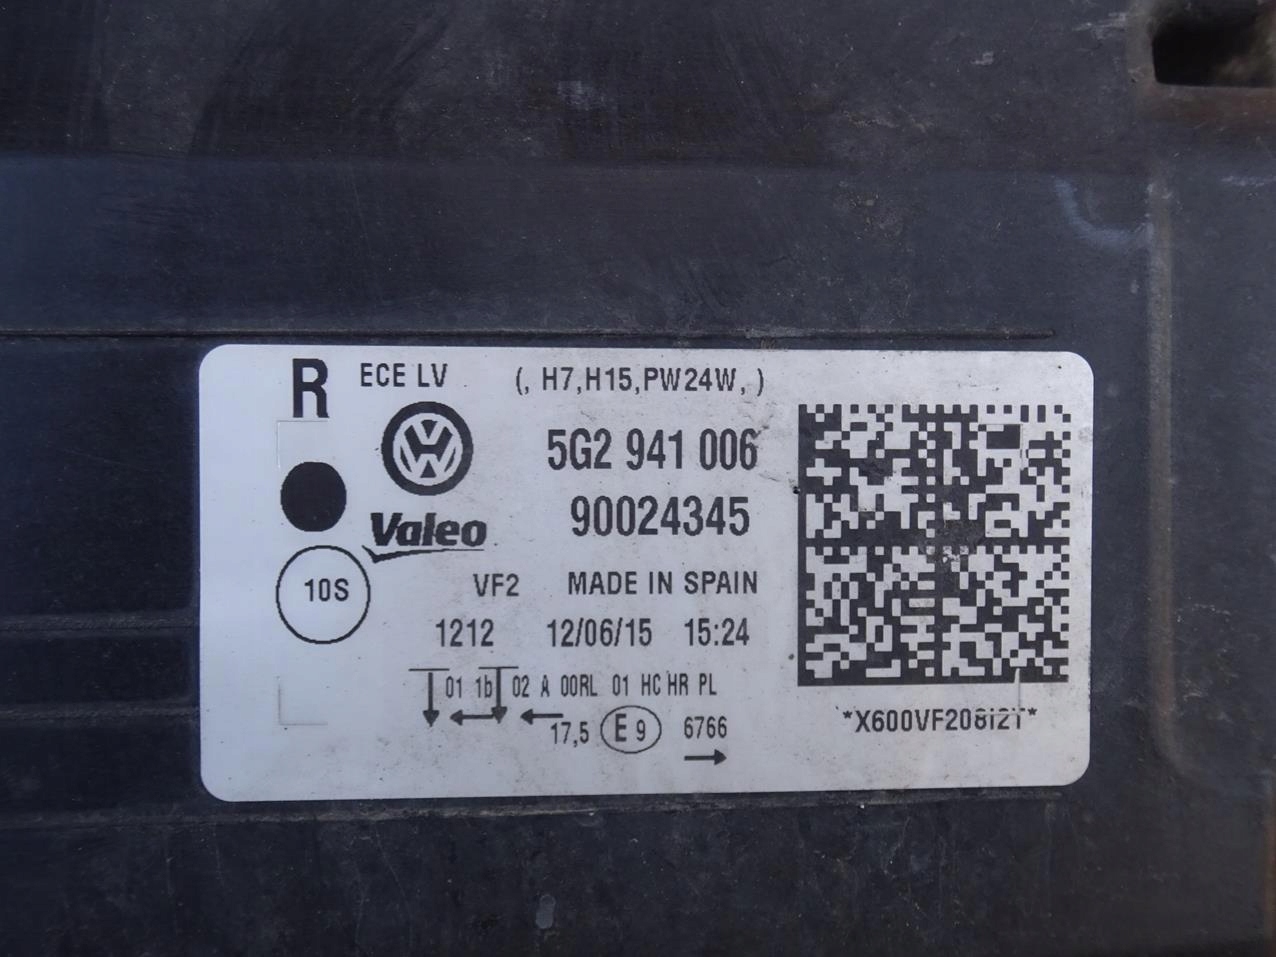 R ECE LV (, H7,H15,PW24W, )
5G2 941 006
Valeo 90024345
10S VF2 MADE IN SPAIN
1212 12/06/15 15:24
01 1b 02 A 00RL 01 HC HR PL
17,5 E 9 6766